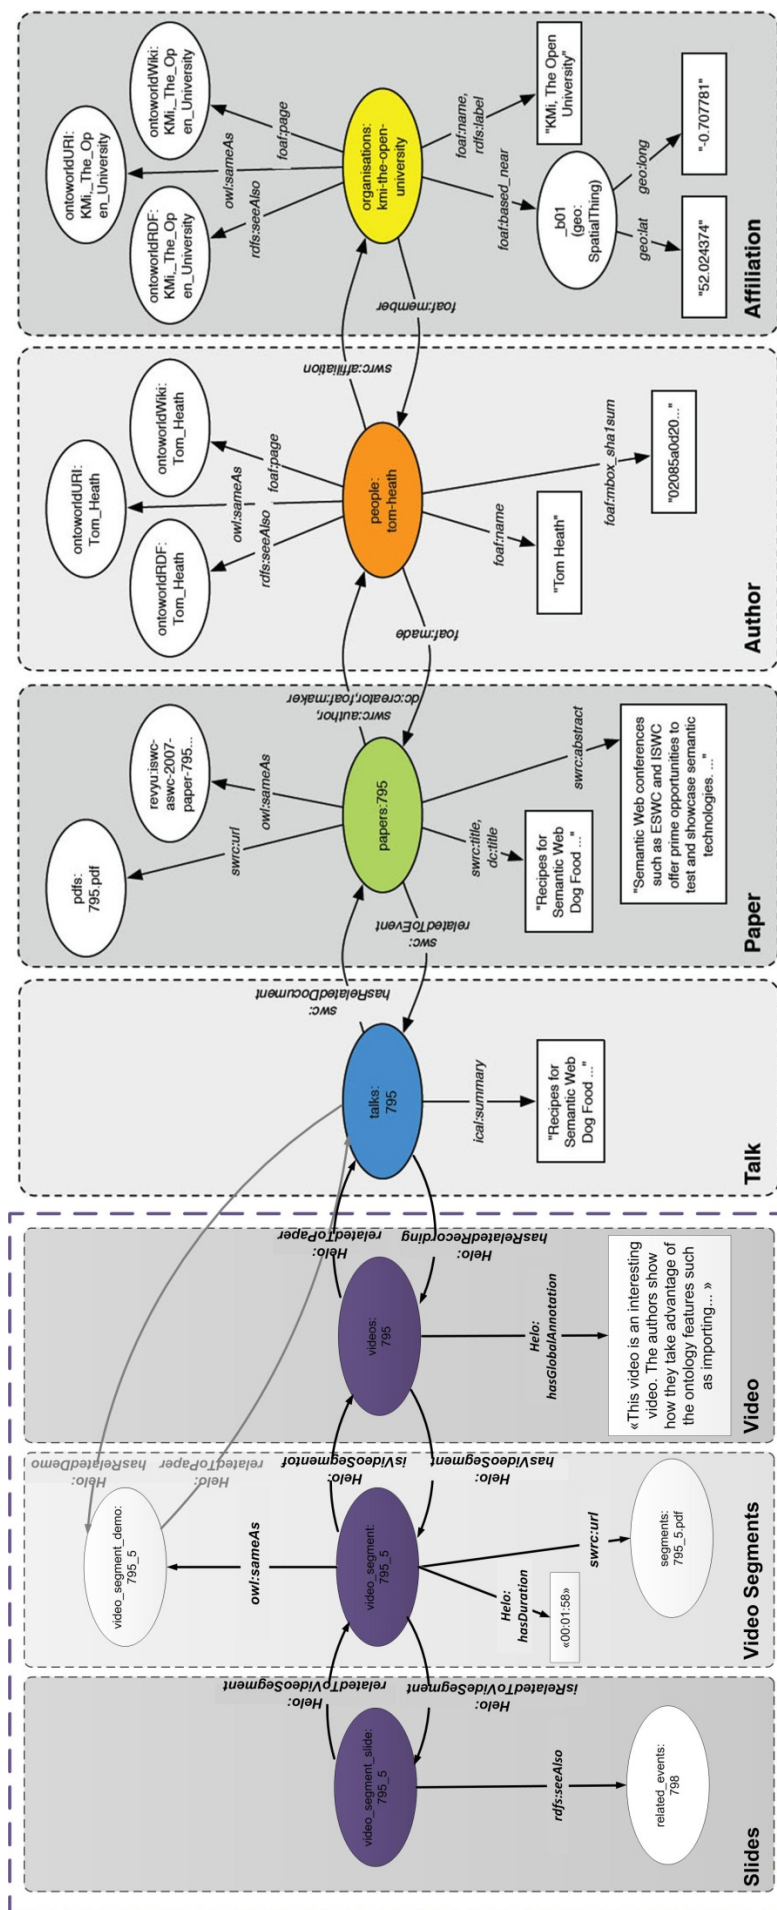 video_segment_slide:
795_5
Helo:
relatedToVideoSegment
Helo:
isRelatedToVideoSegment
rdfs:seeAlso
related_events:
798
Slides
video_segment_demo:
795_5
Helo:
hasRelatedDemo
Helo:
relatedToPaper
owl:sameAs
video_segment:
795_5
Helo:
isVideoSegmentof
Helo:
hasVideoSegment
Helo:
hasDuration
«00:01:58»
swrc:url
segments:
795_5.pdf
Video Segments
videos:
795
Helo:
relatedToPaper
Helo:
hasRelatedRecording
Helo:
hasGlobalAnnotation
«This video is an interesting
video. The authors show
how they take advantage of
the ontology features such
as importing... »
Video
talks:
795
swc:
hasRelatedDocument
swc:
relatedToEvent
ical:summary
"Recipes for
Semantic Web
Dog Food ..."
Talk
pdfs:
795.pdf
revyu:iswc-
aswc-2007-
paper-795...
swrc:url
owl:sameAs
papers:795
swrc:author,
dc:creator,foaf:maker
foaf:made
swrc:title,
dc:title
swrc:abstract
"Recipes for
Semantic Web
Dog Food ..."
"Semantic Web conferences
such as ESWC and ISWC
offer prime opportunities to
test and showcase semantic
technologies. ..."
Paper
ontoworldRDF:
Tom_Heath
ontoworldURI:
Tom_Heath
ontoworldWiki:
Tom_Heath
rdfs:seeAlso
owl:sameAs
foaf:page
people:
tom-heath
swrc:affiliation
foaf:member
foaf:name
foaf:mbox_sha1sum
"Tom Heath"
"02085a0d20..."
Author
ontoworldRDF:
KMi,_The_Op
en_University
ontoworldURI:
KMi,_The_Op
en_University
ontoworldWiki:
KMi,_The_Op
en_University
rdfs:seeAlso
owl:sameAs
foaf:page
organisations:
kmi-the-open-
university
foaf:based_near
foaf:name,
rdfs:label
_b01
(geo:
SpatialThing)
"KMi, The Open
University"
geo:lat
geo:long
"52.024374"
"-0.707781"
Affiliation